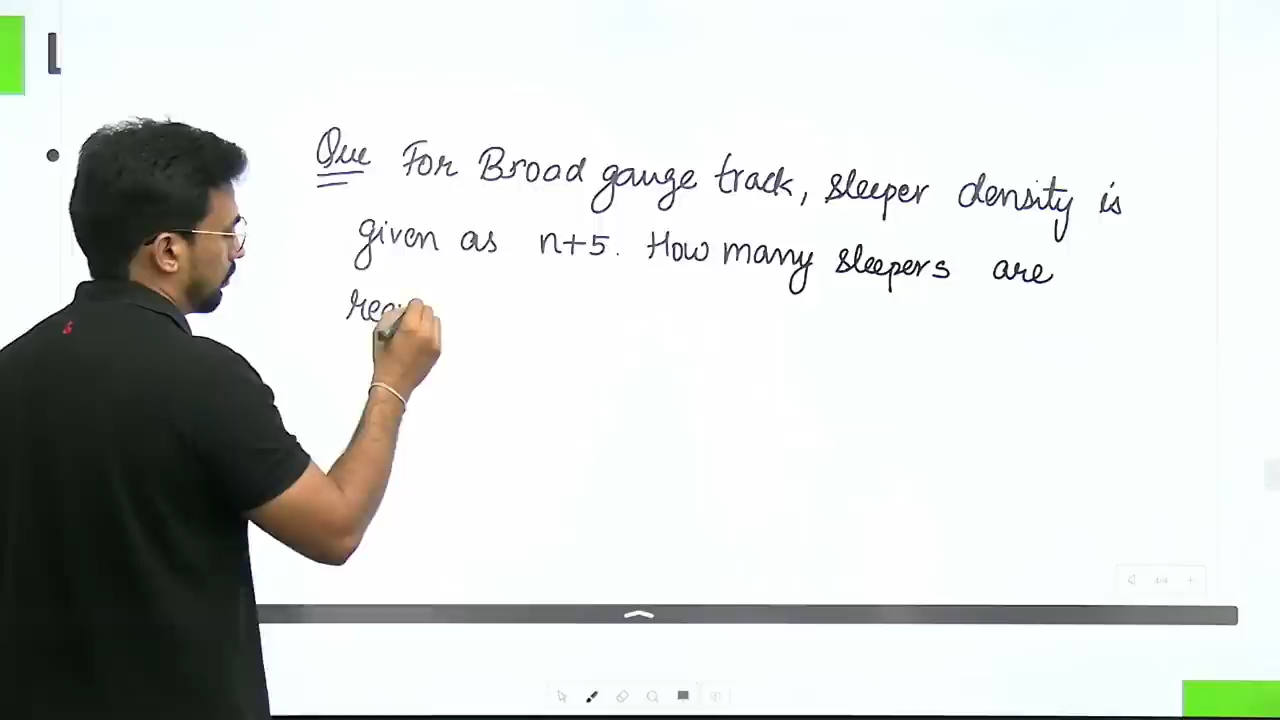 Que For Broad gauge track, sleeper density is
given as n+5. How many sleepers are